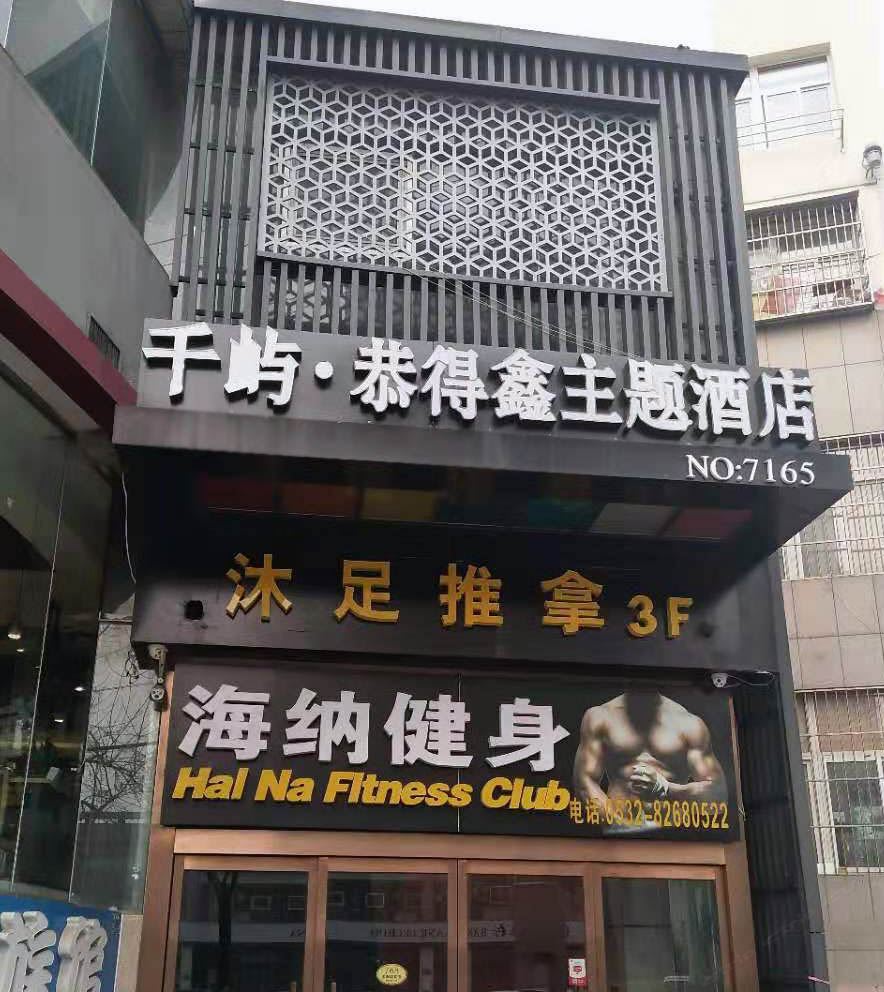 千屿·恭得鑫主题酒店
NO:7165
沐足推拿3F
海纳健身
Hai Na Fitness Club
电话:0532-82680522